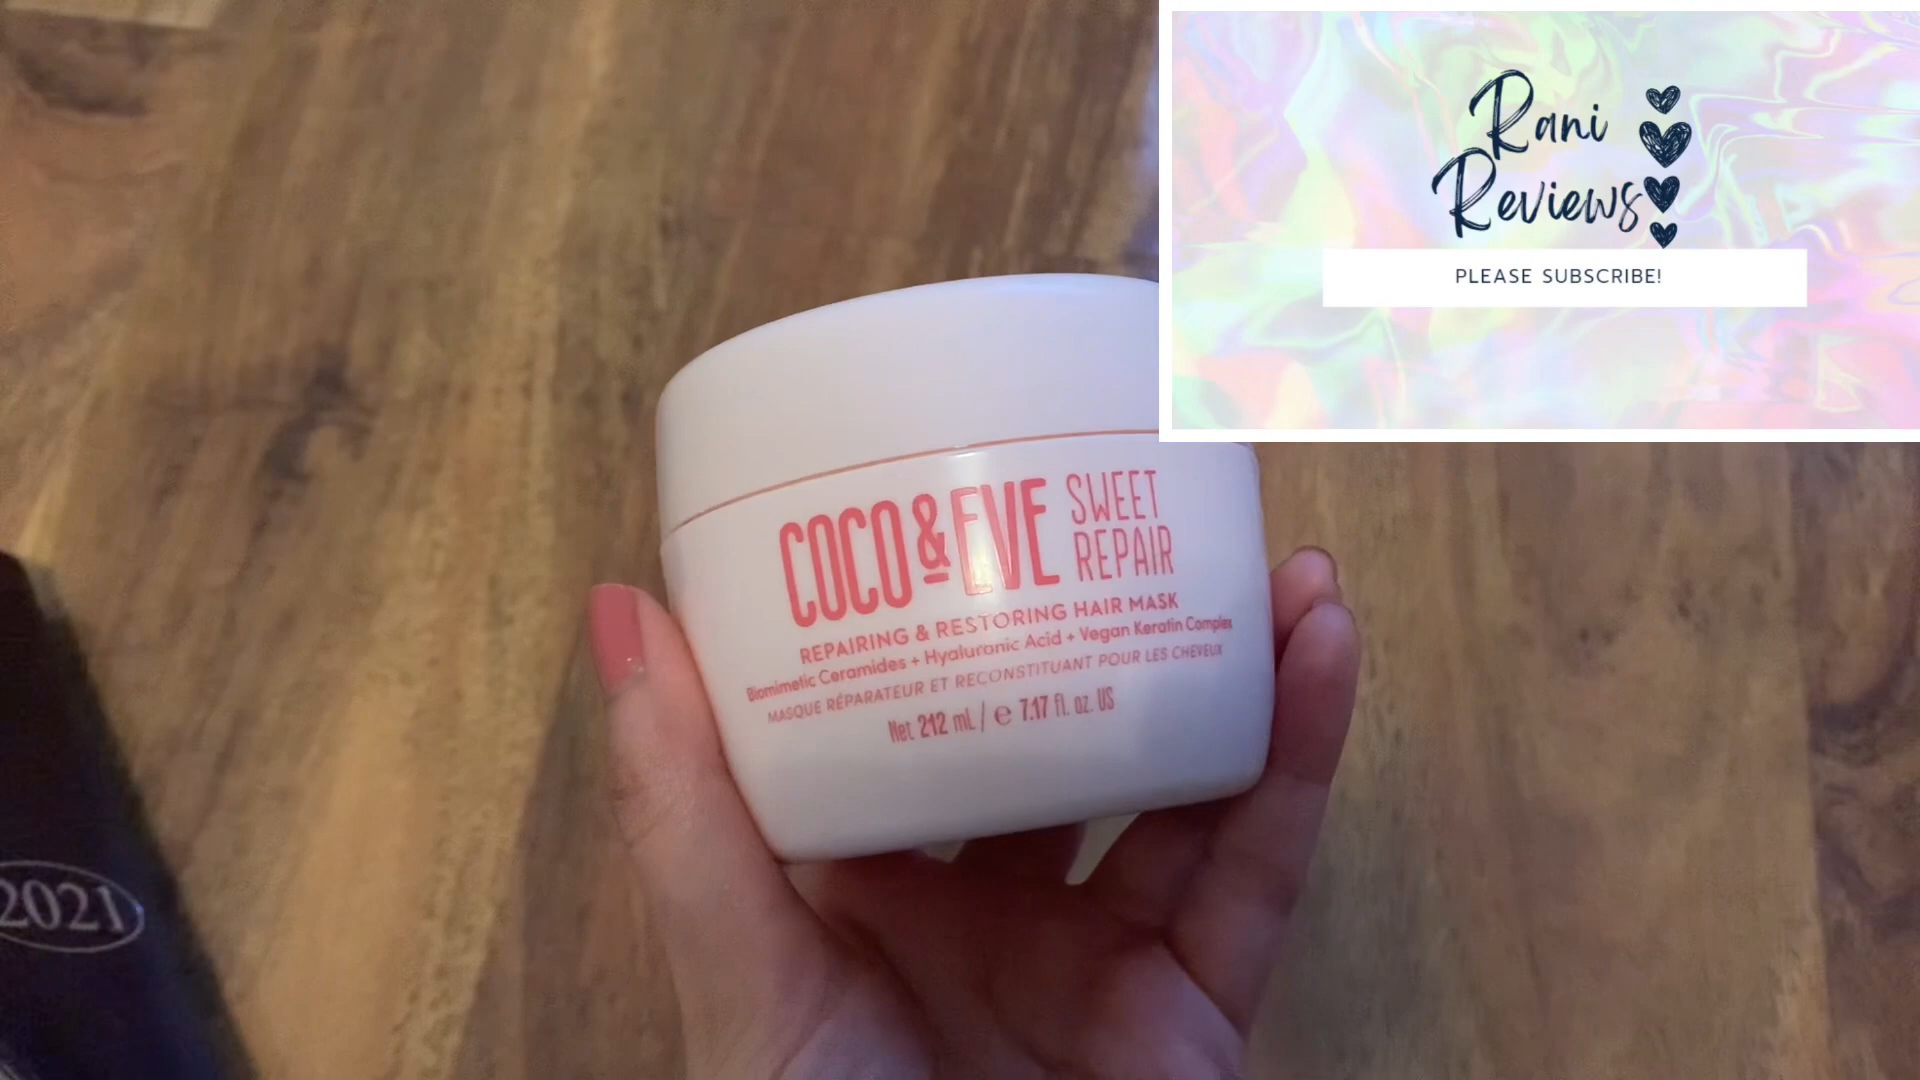 Rani
Reviews
PLEASE SUBSCRIBE!
COCO & EVE SWEET REPAIR
REPAIRING & RESTORING HAIR MASK
Biomimetic Ceramides + Hyaluronic Acid + Vegan Keratin Complex
MASQUE RÉPARATEUR ET RECONSTITUANT POUR LES CHEVEUX
Net 212 mL / e 7.17 fl. oz. US
2021